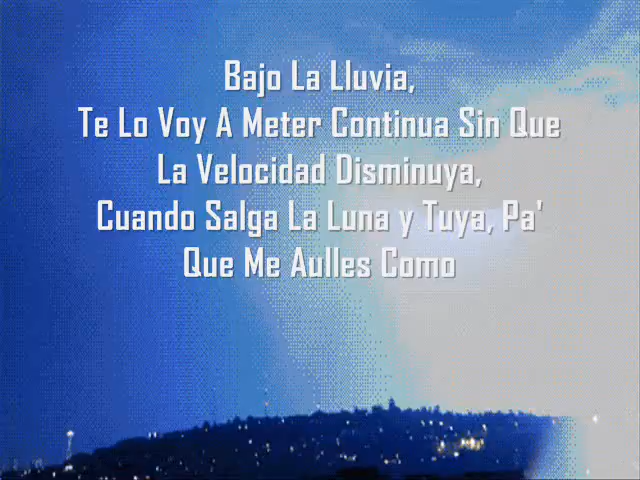 Bajo La Lluvia,
Te Lo Voy A Meter Continua Sin Que
La Velocidad Disminuya,
Cuando Salga La Luna y Tuya, Pa'
Que Me Aulles Como